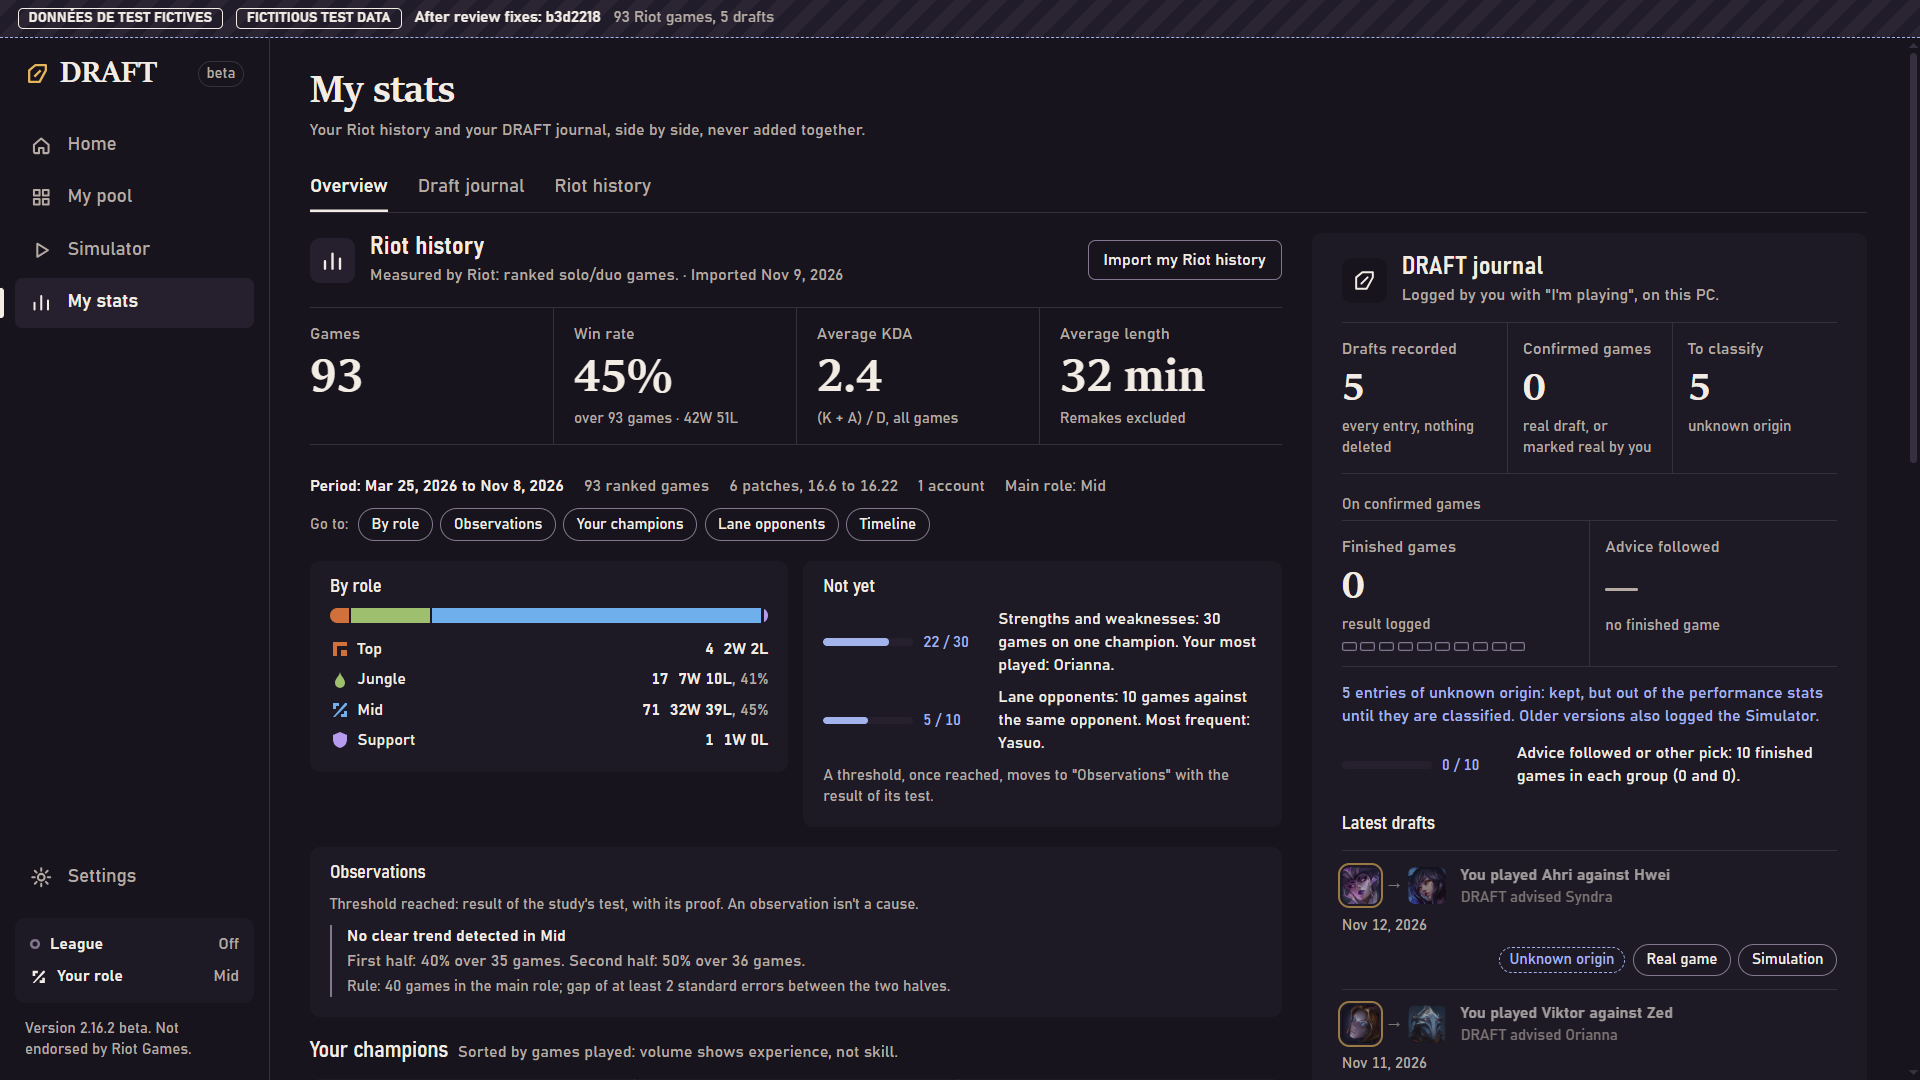 DONNÉES DE TEST FICTIVES FICTITIOUS TEST DATA After review fixes: b3d2218 93 Riot games, 5 drafts
DRAFT beta
Home
My pool
Simulator
My stats
Settings
League Off
Your role Mid
Version 2.16.2 beta. Not
endorsed by Riot Games.
My stats
Your Riot history and your DRAFT journal, side by side, never added together.
Overview Draft journal Riot history
Riot history
Measured by Riot: ranked solo/duo games. · Imported Nov 9, 2026
Import my Riot history
Games
93
Win rate
45%
over 93 games · 42W 51L
Average KDA
2.4
(K + A) / D, all games
Average length
32 min
Remakes excluded
Period: Mar 25, 2026 to Nov 8, 2026 93 ranked games 6 patches, 16.6 to 16.22 1 account Main role: Mid
Go to: By role Observations Your champions Lane opponents Timeline
By role
Top 4 2W 2L
Jungle 17 7W 10L, 41%
Mid 71 32W 39L, 45%
Support 1 1W 0L
Not yet
22 / 30
Strengths and weaknesses: 30
games on one champion. Your most
played: Orianna.
5 / 10
Lane opponents: 10 games against
the same opponent. Most frequent:
Yasuo.
A threshold, once reached, moves to "Observations" with the
result of its test.
Observations
Threshold reached: result of the study's test, with its proof. An observation isn't a cause.
No clear trend detected in Mid
First half: 40% over 35 games. Second half: 50% over 36 games.
Rule: 40 games in the main role; gap of at least 2 standard errors between the two halves.
Your champions Sorted by games played: volume shows experience, not skill.
DRAFT journal
Logged by you with "I'm playing", on this PC.
Drafts recorded
5
every entry, nothing
deleted
Confirmed games
0
real draft, or
marked real by you
To classify
5
unknown origin
On confirmed games
Finished games
0
result logged
Advice followed
—
no finished game
5 entries of unknown origin: kept, but out of the performance stats
until they are classified. Older versions also logged the Simulator.
0 / 10
Advice followed or other pick: 10 finished
games in each group (0 and 0).
Latest drafts
→ You played Ahri against Hwei
DRAFT advised Syndra
Nov 12, 2026
Unknown origin Real game Simulation
→ You played Viktor against Zed
DRAFT advised Orianna
Nov 11, 2026